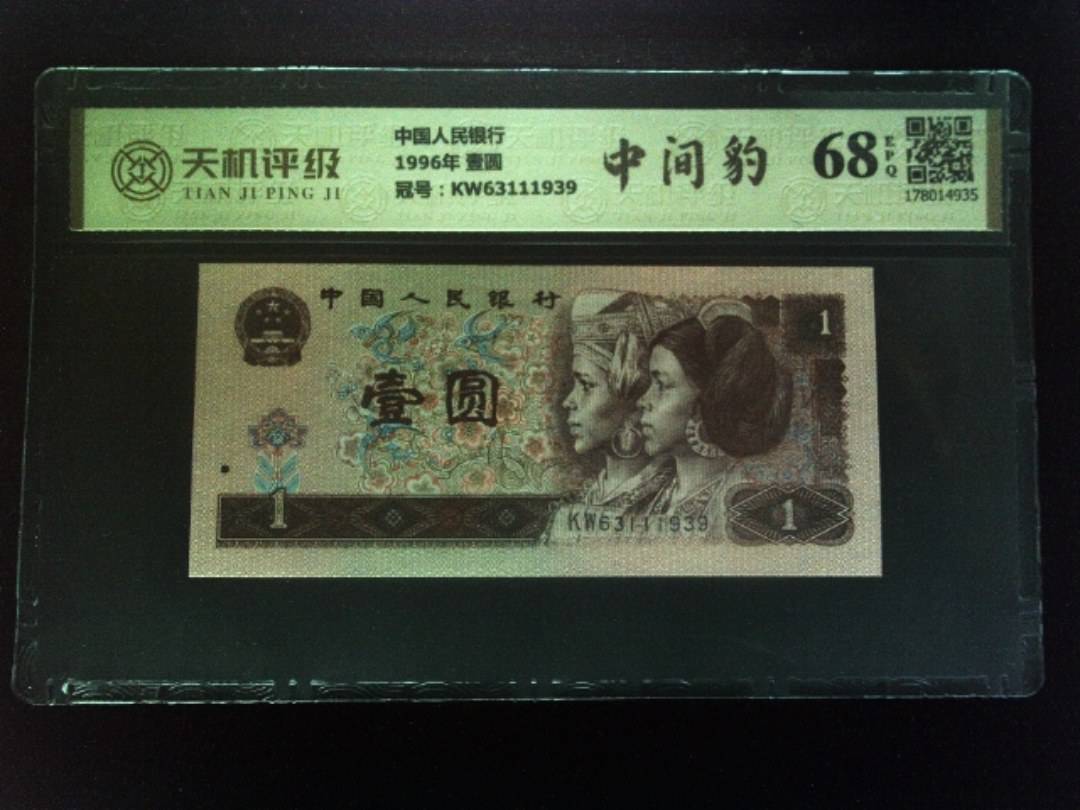 天机评级
TIAN JI PING JI
中国人民银行
1996年 壹圆
冠号：KW63111939
中间豹
68
EPQ
178014935
中国人民银行
1
壹圆
1
KW63111939
1